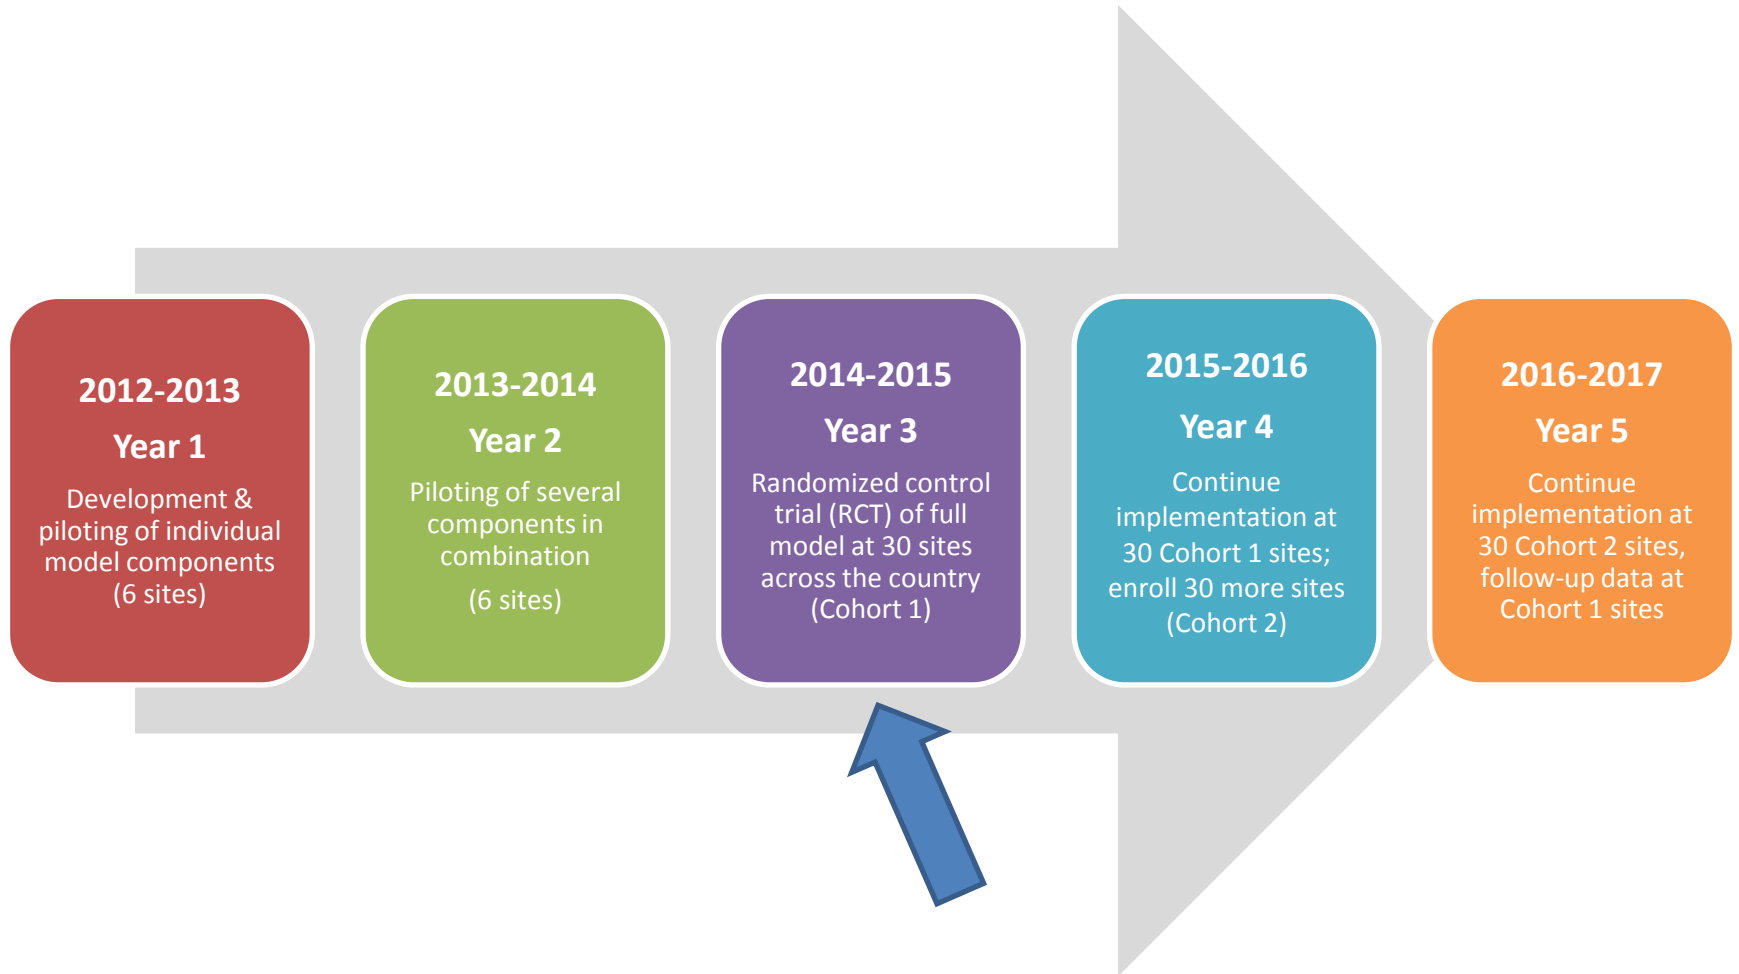 2012-2013
Year 1
Development &
piloting of individual
model components
(6 sites)
2013-2014
Year 2
Piloting of several
components in
combination
(6 sites)
2014-2015
Year 3
Randomized control
trial (RCT) of full
model at 30 sites
across the country
(Cohort 1)
2015-2016
Year 4
Continue
implementation at
30 Cohort 1 sites;
enroll 30 more sites
(Cohort 2)
2016-2017
Year 5
Continue
implementation at
30 Cohort 2 sites,
follow-up data at
Cohort 1 sites